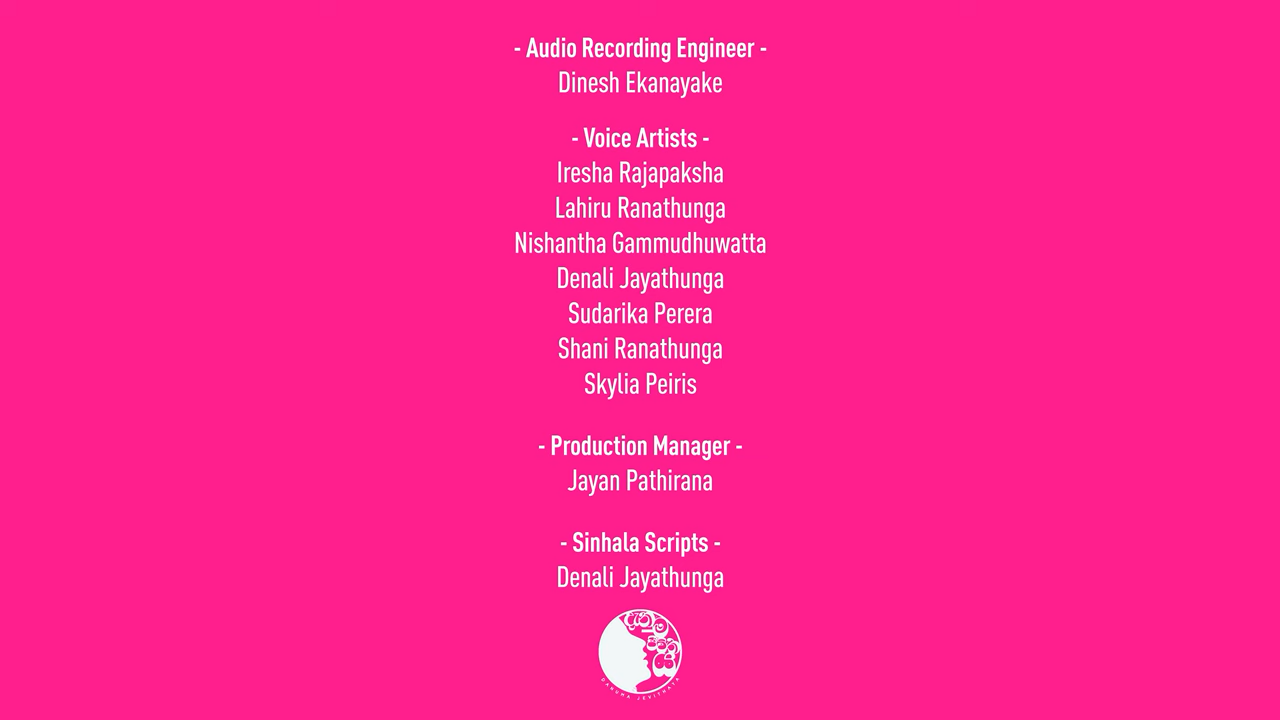 - Audio Recording Engineer -
Dinesh Ekanayake
- Voice Artists -
Iresha Rajapaksha
Lahiru Ranathunga
Nishantha Gammudhuwatta
Denali Jayathunga
Sudarika Perera
Shani Ranathunga
Skylia Peiris
- Production Manager -
Jayan Pathirana
- Sinhala Scripts -
Denali Jayathunga